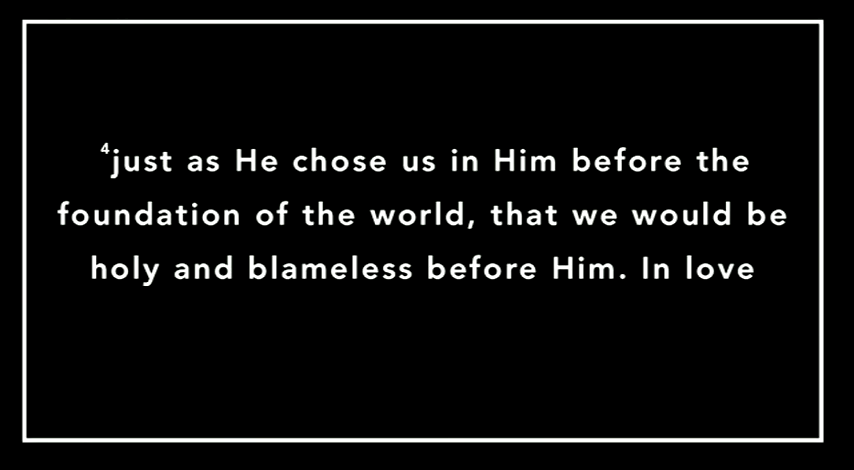 ⁴just as He chose us in Him before the
foundation of the world, that we would be
holy and blameless before Him. In love